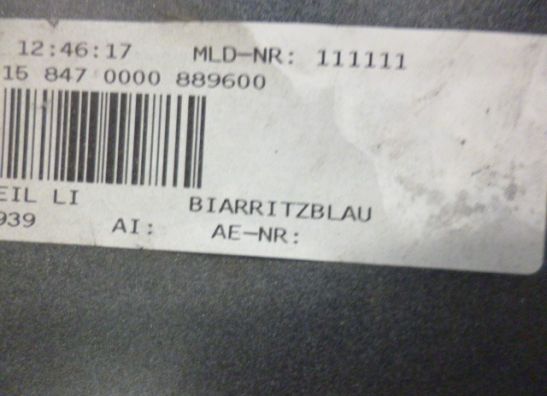 12:46:17 MLD-NR: 111111
15 847 0000 889600
EIL LI BIARRITZBLAU
939 AI: AE-NR: